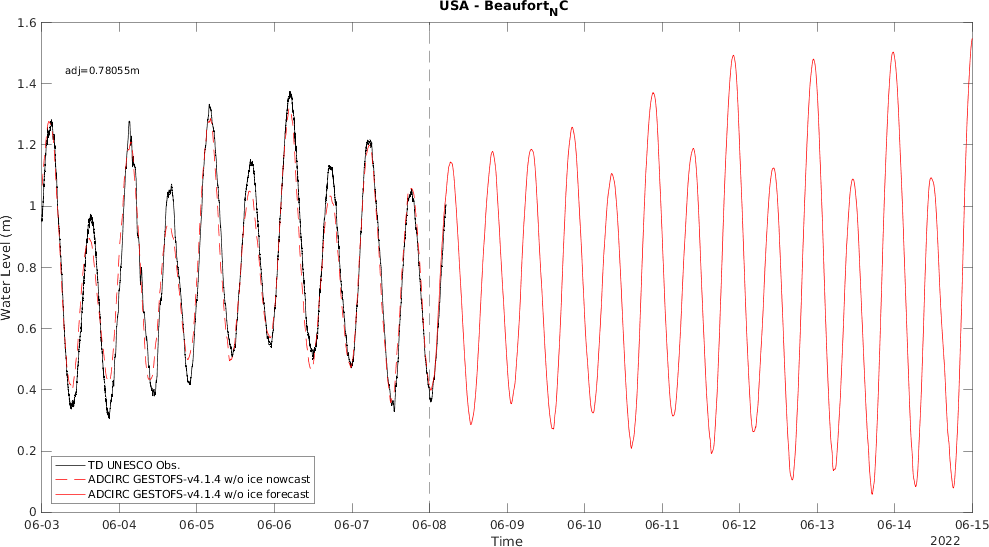 USA - Beaufort_NC
adj=0.78055m
1.6
1.4
1.2
1
0.8
0.6
0.4
0.2
0
Water Level (m)
TD UNESCO Obs.
ADCIRC GESTOFS-v4.1.4 w/o ice nowcast
ADCIRC GESTOFS-v4.1.4 w/o ice forecast
06-03 06-04 06-05 06-06 06-07 06-08 06-09 06-10 06-11 06-12 06-13 06-14 06-15
Time
2022